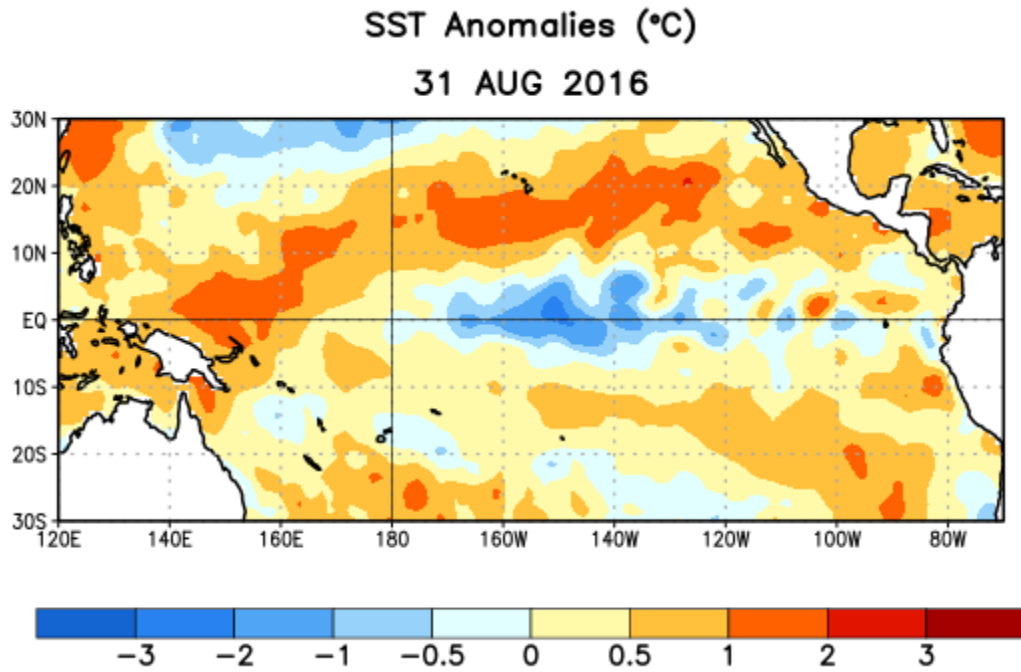 SST Anomalies (°C)
31 AUG 2016
30N
20N
10N
EQ
10S
20S
30S
120E 140E 160E 180 160W 140W 120W 100W 80W
-3 -2 -1 -0.5 0 0.5 1 2 3